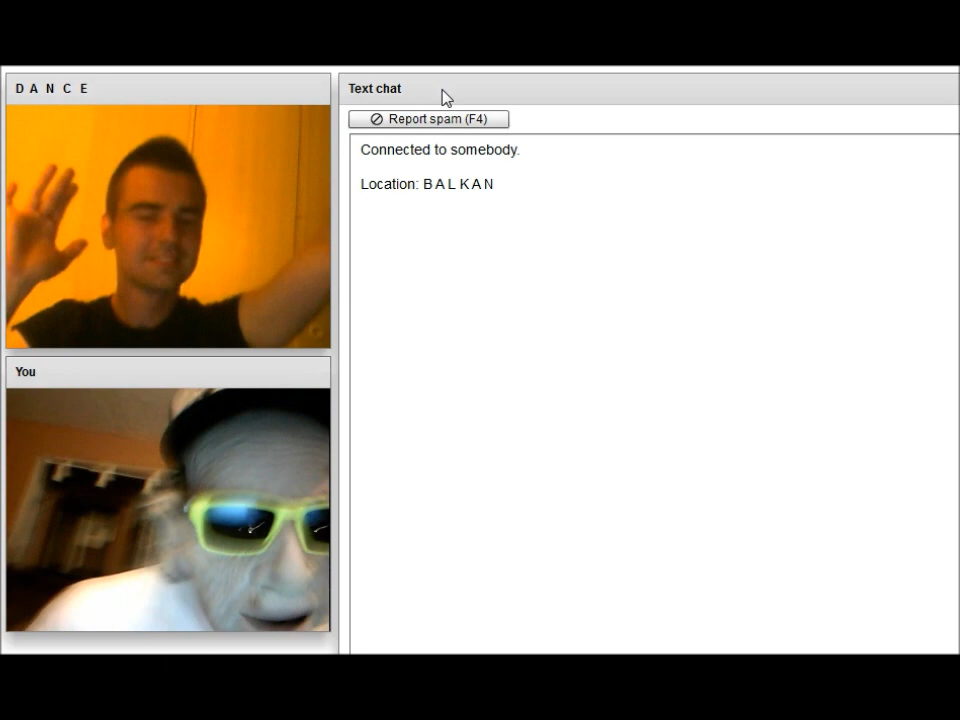 D A N C E
Text chat
Report spam (F4)
Connected to somebody.
Location: B A L K A N
You